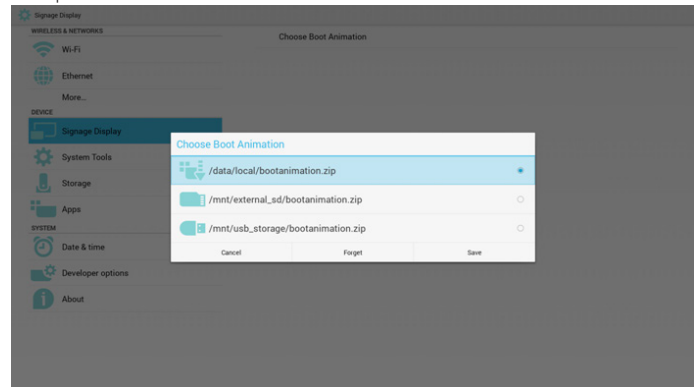 Signage Display
WIRELESS & NETWORKS
Choose Boot Animation
Wi-Fi
Ethernet
More...
DEVICE
Signage Display
Choose Boot Animation
System Tools
/data/local/bootanimation.zip
Storage
/mnt/external_sd/bootanimation.zip
Apps
/mnt/usb_storage/bootanimation.zip
SYSTEM
Date & time
Cancel
Forget
Save
Developer options
About